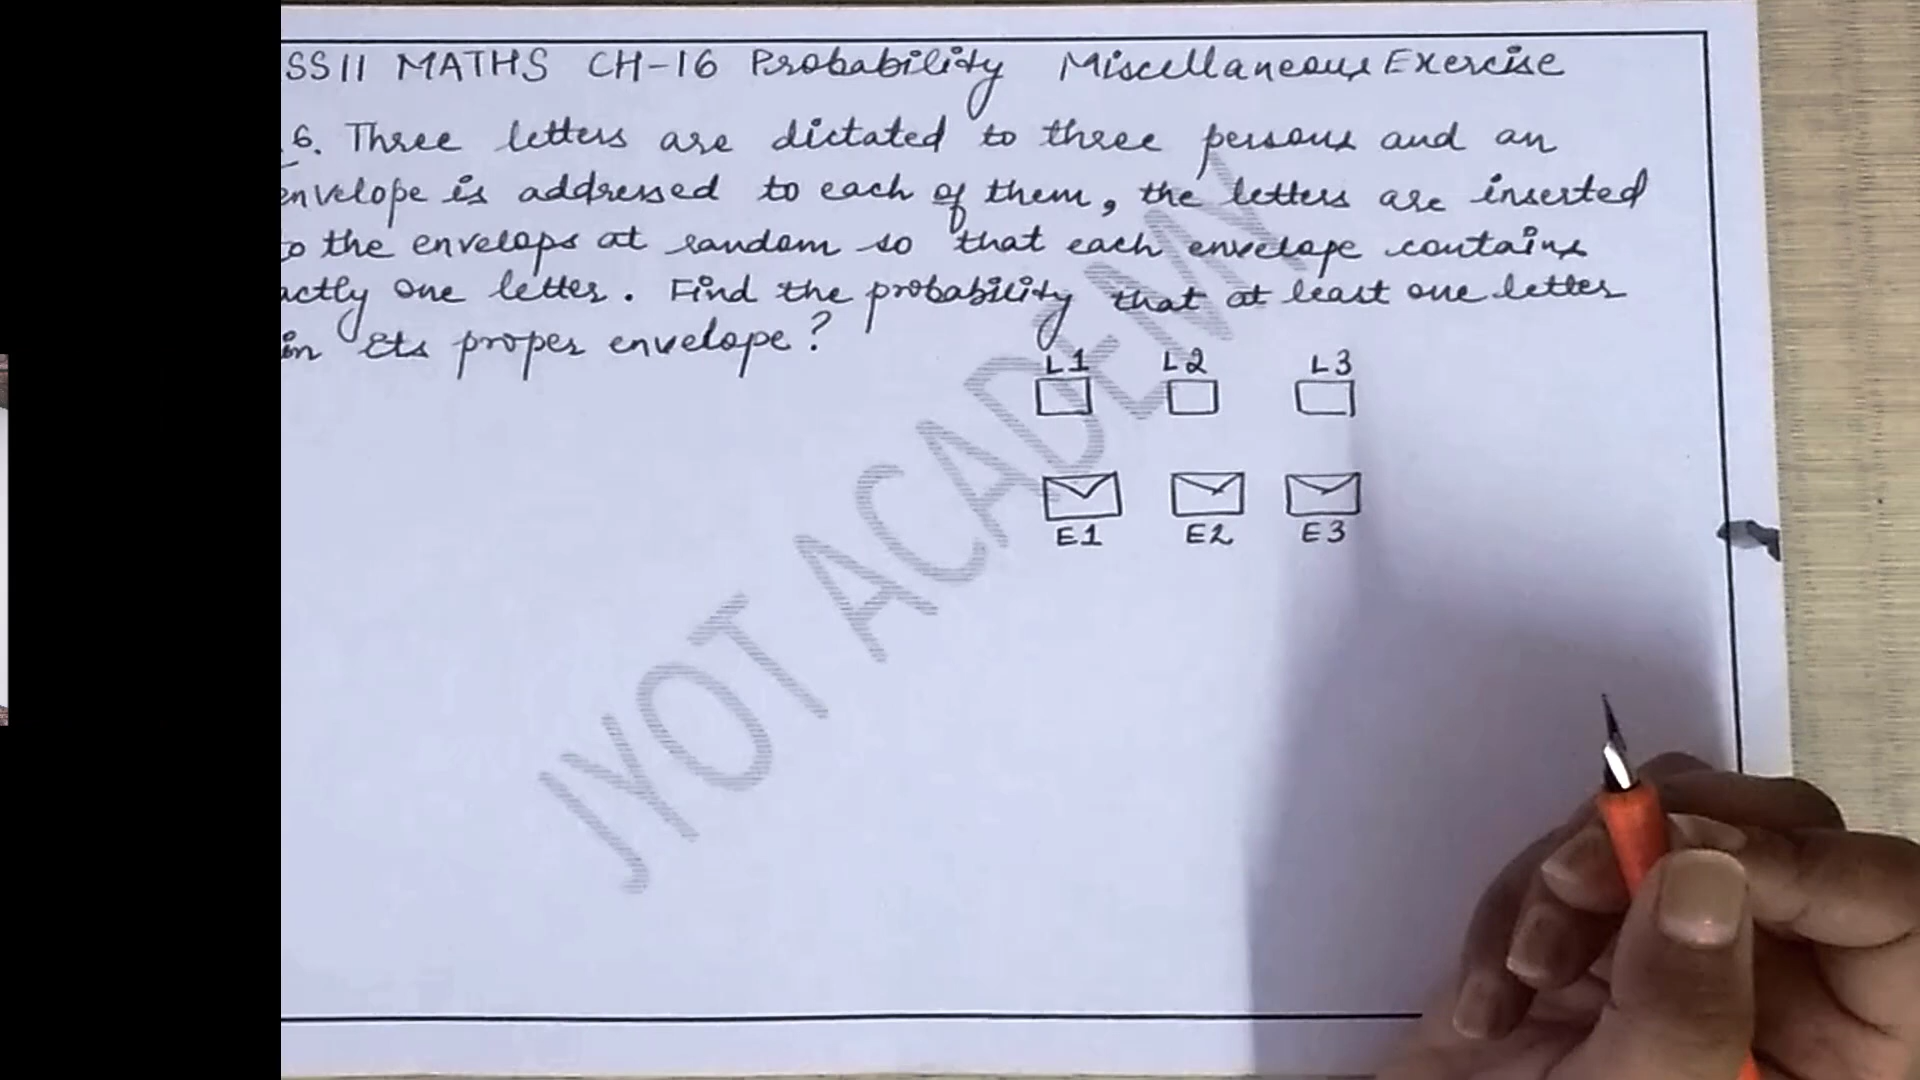 SS11 MATHS CH-16 Probability Miscellaneous Exercise
6. Three letters are dictated to three persons and an
envelope is addressed to each of them, the letters are inserted
to the envelops at random so that each envelope contains
actly one letter. Find the probability that at least one letter
in its proper envelope?
L1 L2 L3
E1 E2 E3
JYOT ACADEMY